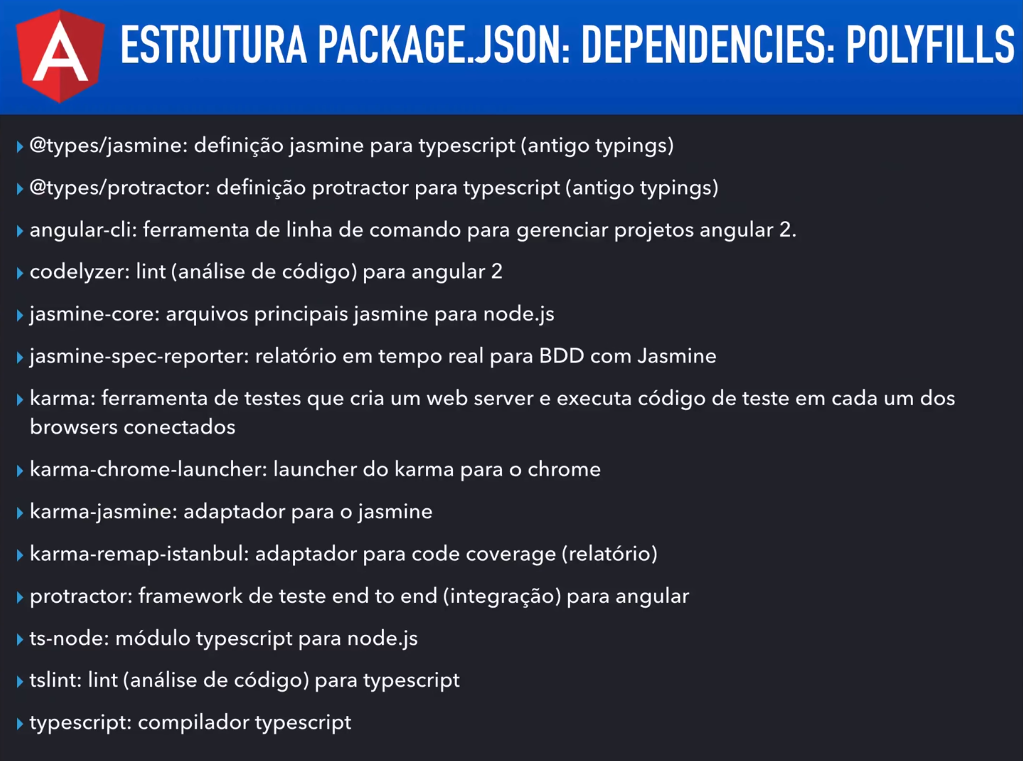 A
ESTRUTURA PACKAGE.JSON: DEPENDENCIES: POLYFILLS
@types/jasmine: definição jasmine para typescript (antigo typings)
@types/protractor: definição protractor para typescript (antigo typings)
angular-cli: ferramenta de linha de comando para gerenciar projetos angular 2.
codelyzer: lint (análise de código) para angular 2
jasmine-core: arquivos principais jasmine para node.js
jasmine-spec-reporter: relatório em tempo real para BDD com Jasmine
karma: ferramenta de testes que cria um web server e executa código de teste em cada um dos
browsers conectados
karma-chrome-launcher: launcher do karma para o chrome
karma-jasmine: adaptador para o jasmine
karma-remap-istanbul: adaptador para code coverage (relatório)
protractor: framework de teste end to end (integração) para angular
ts-node: módulo typescript para node.js
tslint: lint (análise de código) para typescript
typescript: compilador typescript